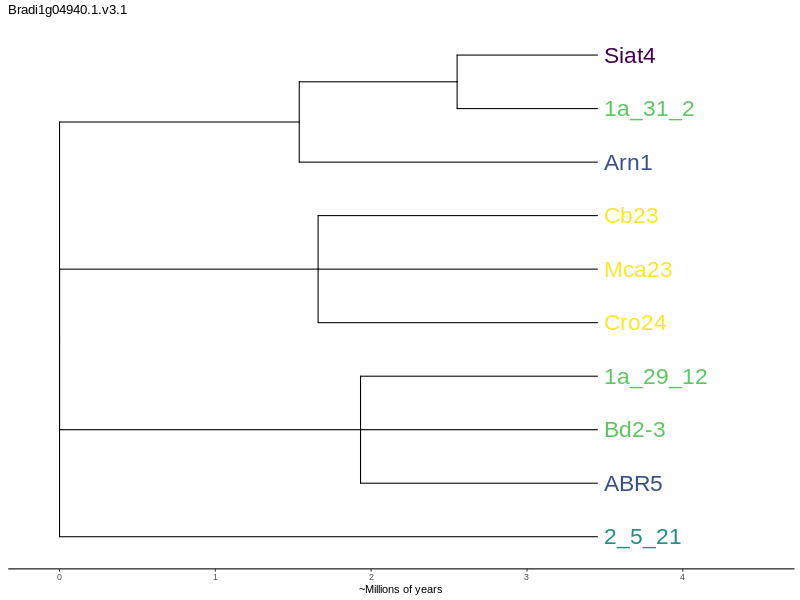 Bradi1g04940.1.v3.1
Siat4
1a_31_2
Arn1
Cb23
Mca23
Cro24
1a_29_12
Bd2-3
ABR5
2_5_21
0 1 2 3 4
~Millions of years